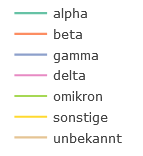 alpha
beta
gamma
delta
omikron
sonstige
unbekannt